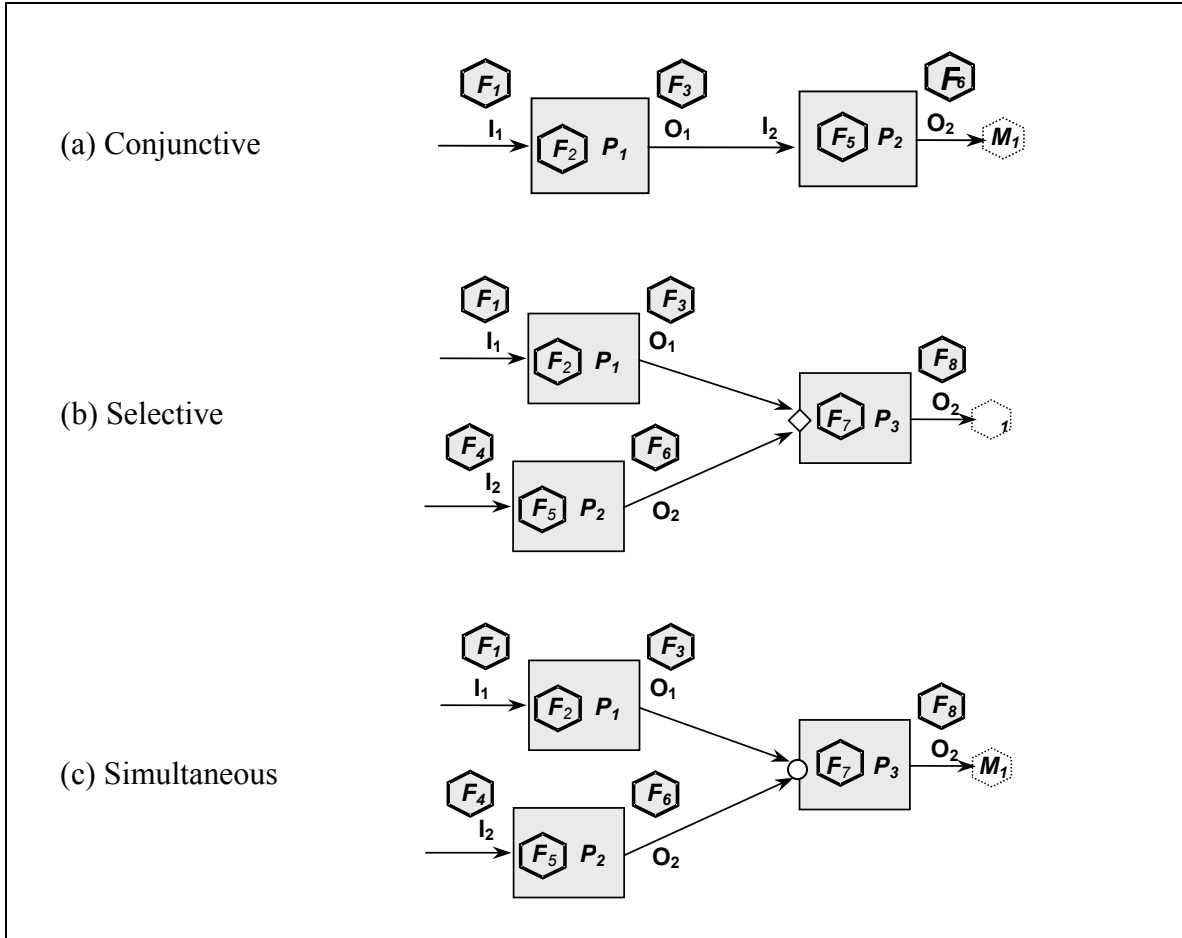 F₁ F₃ F₆
I₁ O₁ I₂ O₂
(a) Conjunctive F₂ P₁ F₅ P₂ M₁
F₁ F₃
I₁ O₁ F₈
F₂ P₁ O₂
(b) Selective F₇ P₃ ₁
F₄ F₆
I₂ O₂
F₅ P₂
F₁ F₃
I₁ O₁ F₈
F₂ P₁ O₂
(c) Simultaneous F₇ P₃ M₁
F₄ F₆
I₂ O₂
F₅ P₂